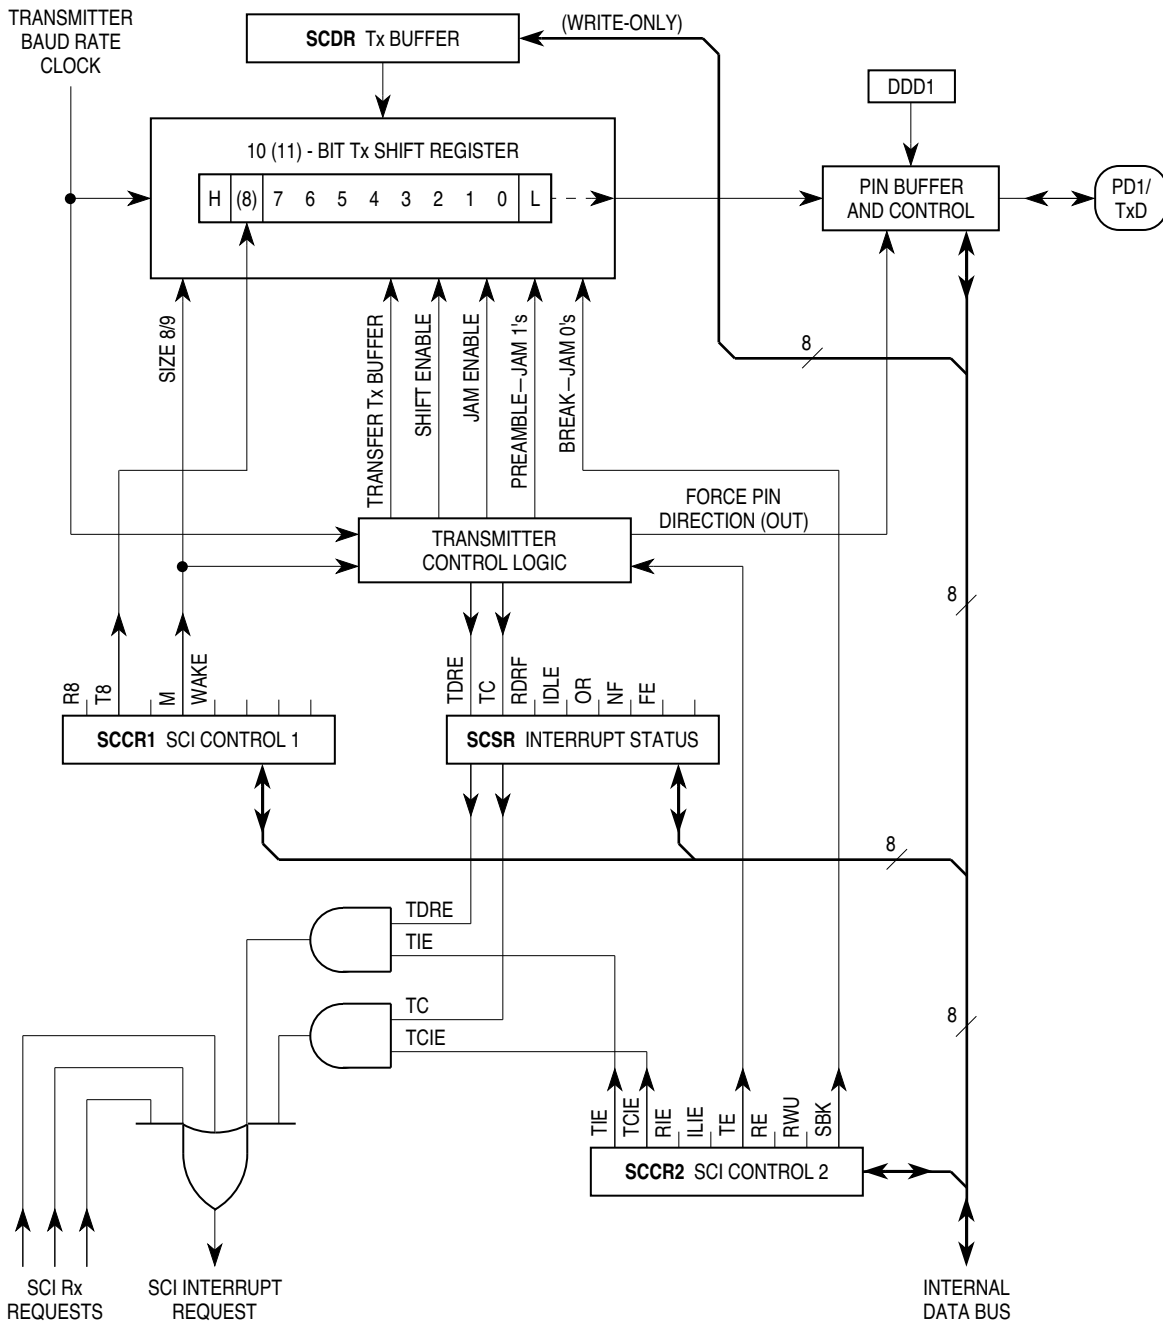 TRANSMITTER
BAUD RATE
CLOCK
SCDR Tx BUFFER
(WRITE-ONLY)
DDD1
10 (11) - BIT Tx SHIFT REGISTER
H (8) 7 6 5 4 3 2 1 0 L
PIN BUFFER
AND CONTROL
PD1/
TxD
SIZE 8/9
TRANSFER Tx BUFFER
SHIFT ENABLE
JAM ENABLE
PREAMBLE—JAM 1's
BREAK—JAM 0's
8
FORCE PIN
DIRECTION (OUT)
TRANSMITTER
CONTROL LOGIC
8
R8
T8
M
WAKE
TDRE
TC
RDRF
IDLE
OR
NF
FE
SCCR1 SCI CONTROL 1
SCSR INTERRUPT STATUS
8
TDRE
TIE
TC
TCIE
8
TIE
TCIE
RIE
ILIE
TE
RE
RWU
SBK
SCCR2 SCI CONTROL 2
SCI Rx
REQUESTS
SCI INTERRUPT
REQUEST
INTERNAL
DATA BUS